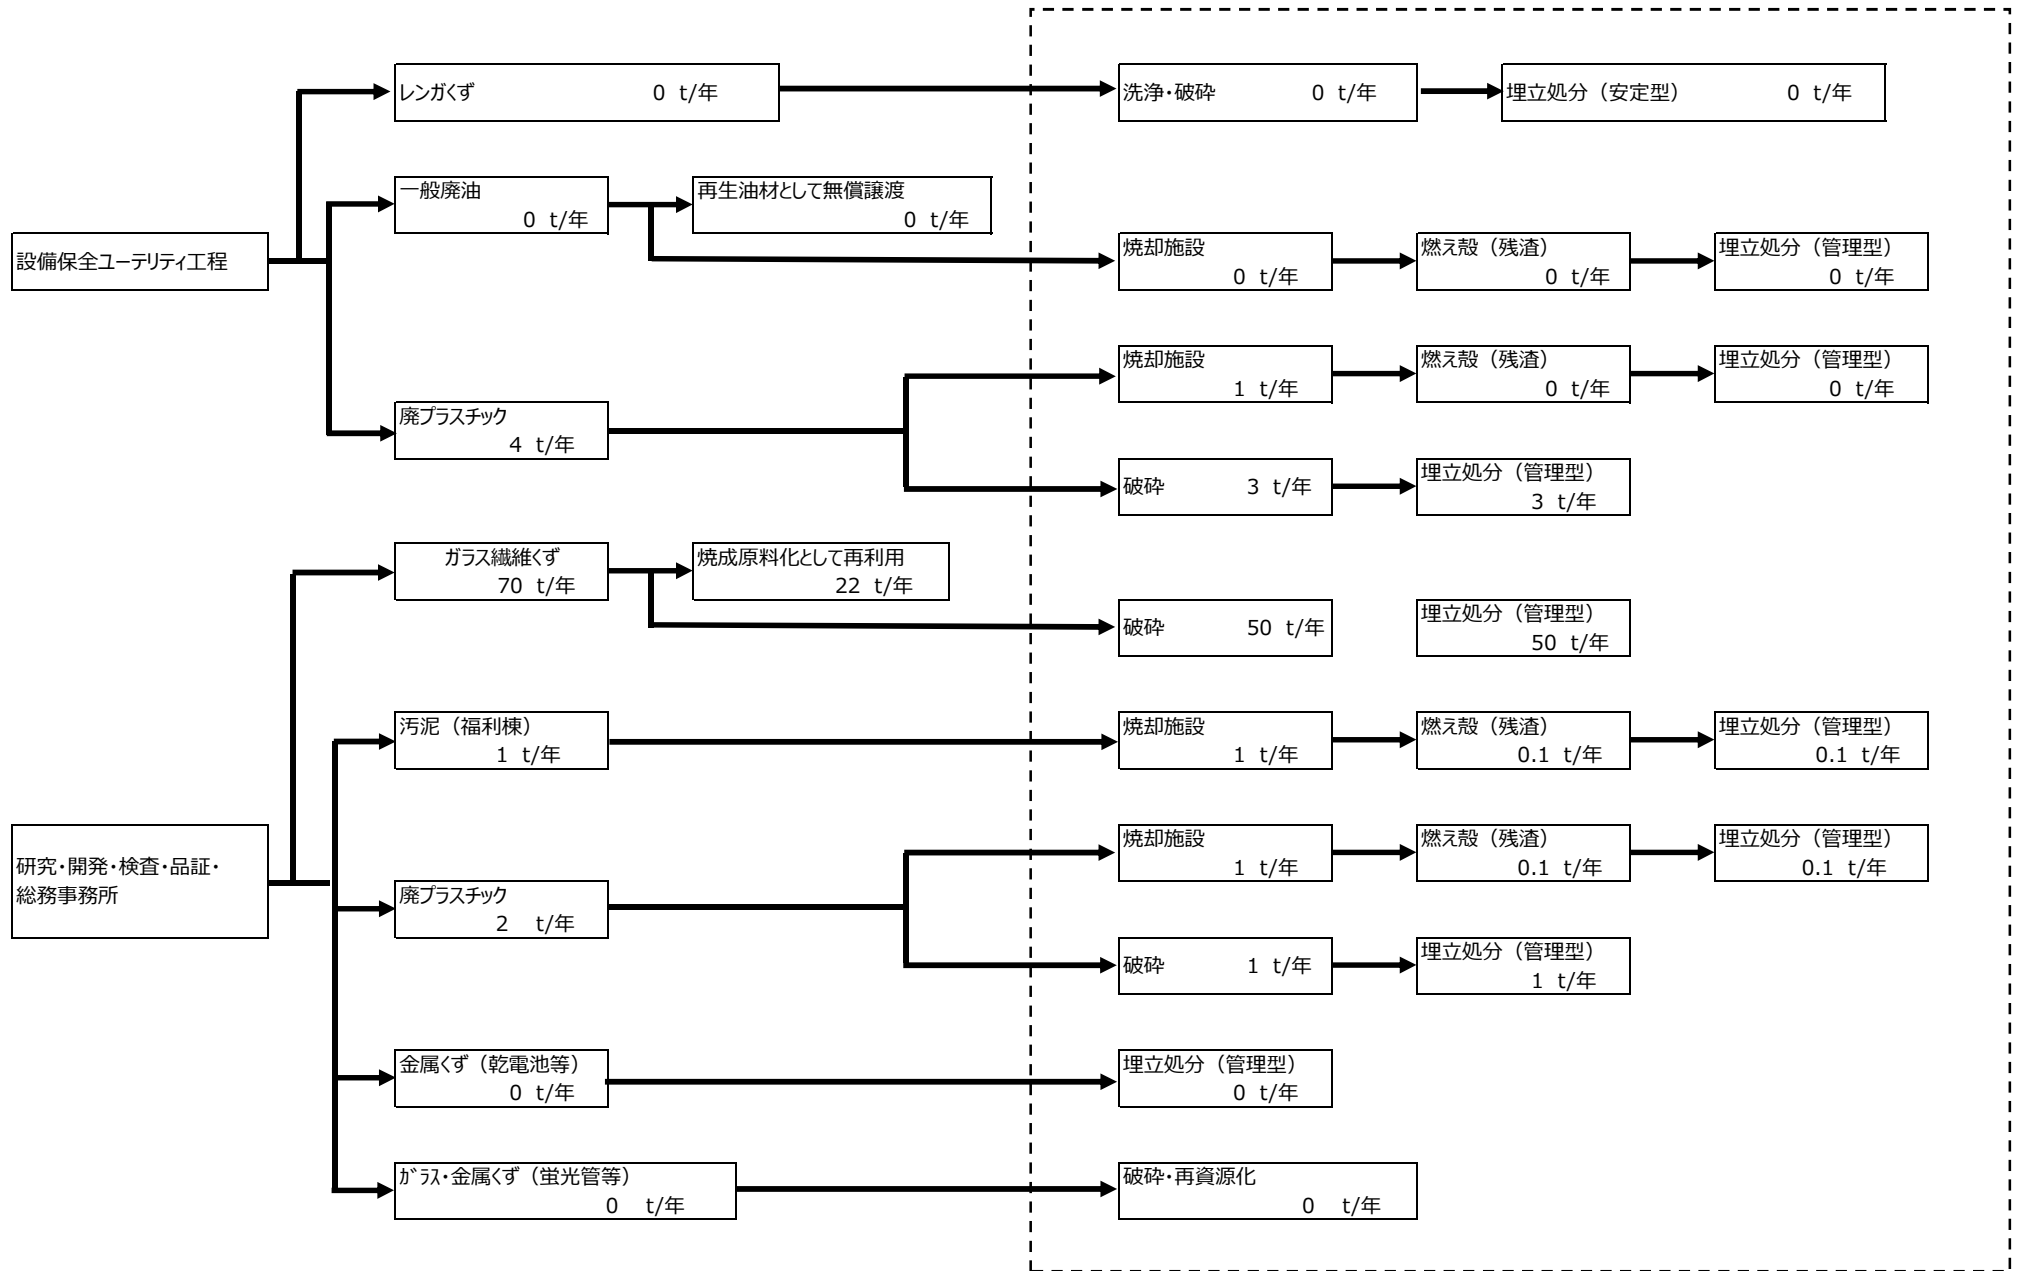 レンガくず 0 t/年
洗浄・破砕 0 t/年
埋立処分（安定型） 0 t/年
一般廃油
0 t/年
再生油材として無償譲渡
0 t/年
設備保全ユーテリティ工程
焼却施設
0 t/年
燃え殻（残渣）
0 t/年
埋立処分（管理型）
0 t/年
焼却施設
1 t/年
燃え殻（残渣）
0 t/年
埋立処分（管理型）
0 t/年
廃プラスチック
4 t/年
破砕 3 t/年
埋立処分（管理型）
3 t/年
ガラス繊維くず
70 t/年
焼成原料化として再利用
22 t/年
破砕 50 t/年
埋立処分（管理型）
50 t/年
汚泥（福利棟）
1 t/年
焼却施設
1 t/年
燃え殻（残渣）
0.1 t/年
埋立処分（管理型）
0.1 t/年
研究・開発・検査・品証・
総務事務所
焼却施設
1 t/年
燃え殻（残渣）
0.1 t/年
埋立処分（管理型）
0.1 t/年
廃プラスチック
2 t/年
破砕 1 t/年
埋立処分（管理型）
1 t/年
金属くず（乾電池等）
0 t/年
埋立処分（管理型）
0 t/年
ｶﾞﾗｽ・金属くず（蛍光管等）
0 t/年
破砕・再資源化
0 t/年